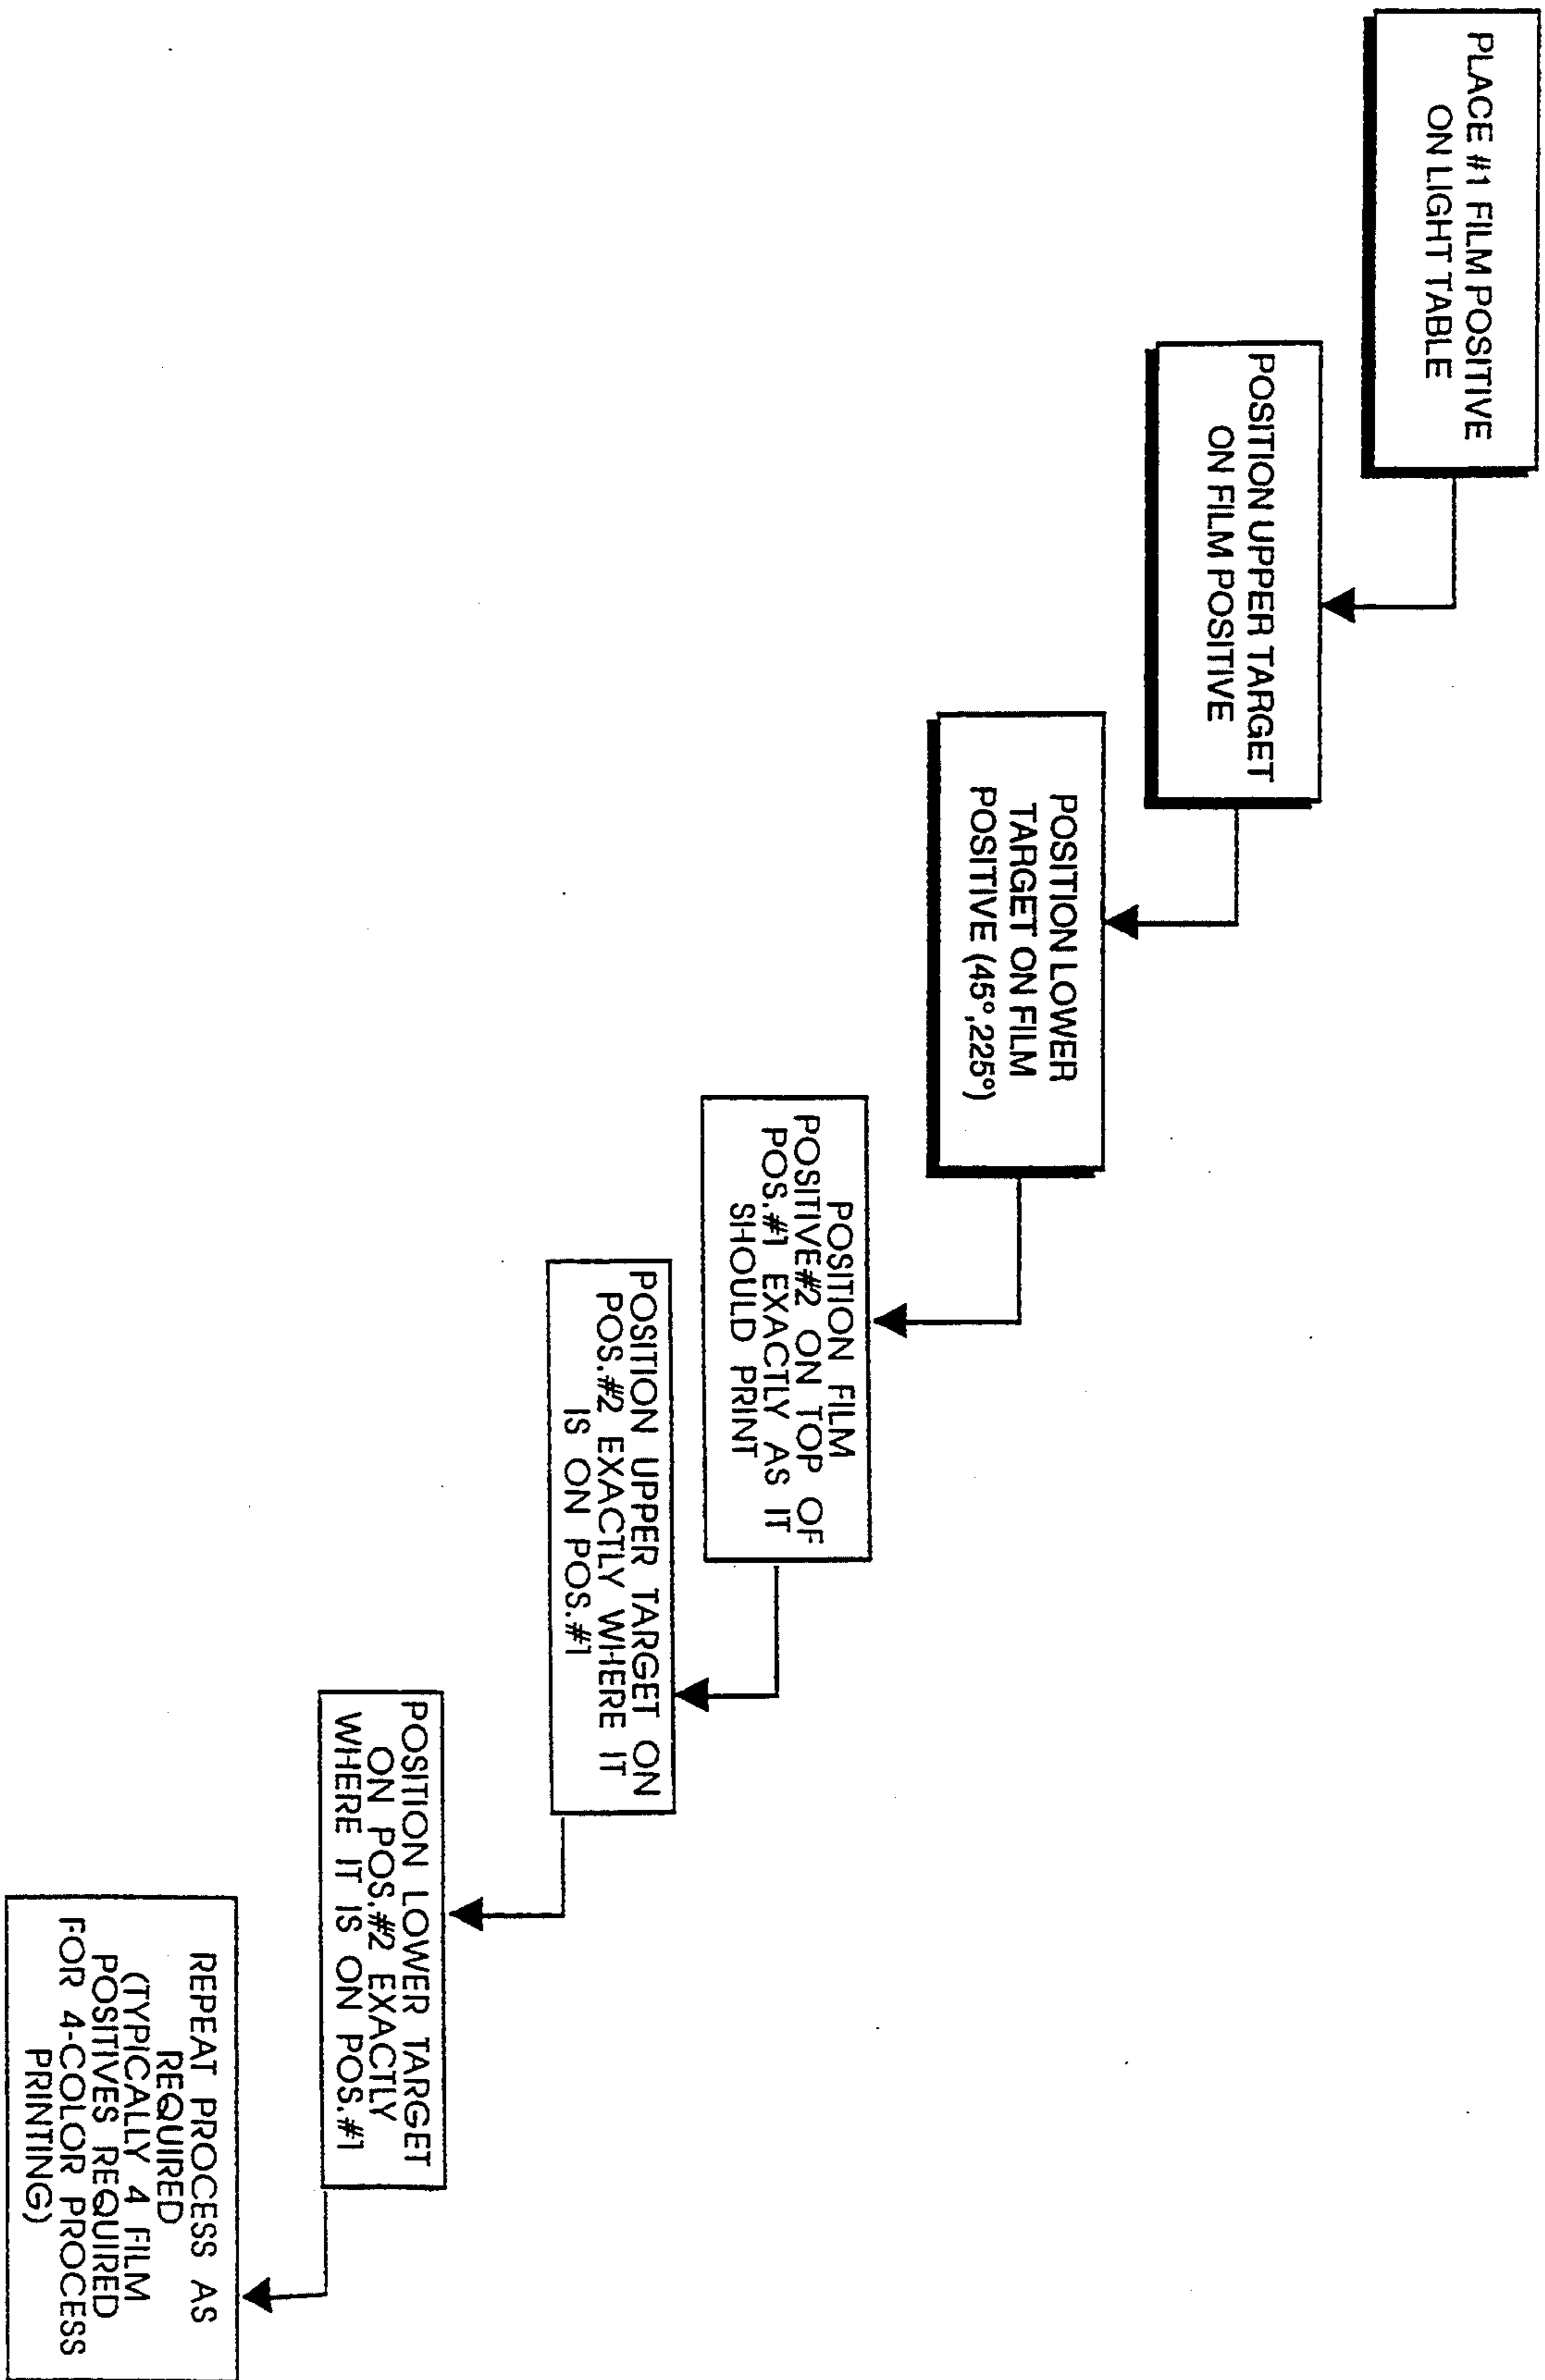 PLACE #1 FILM POSITIVE
ON LIGHT TABLE
POSITION UPPER TARGET
ON FILM POSITIVE
POSITION LOWER
TARGET ON FILM
POSITIVE (45°,225°)
POSITION FILM
POSITIVE#2 ON TOP OF
POS.#1 EXACTLY AS IT
SHOULD PRINT
POSITION UPPER TARGET ON
POS.#2 EXACTLY WHERE IT
IS ON POS.#1
POSITION LOWER TARGET
ON POS.#2 EXACTLY
WHERE IT IS ON POS.#1
REPEAT PROCESS AS
REQUIRED
(TYPICALLY 4 FILM
POSITIVES REQUIRED
FOR 4-COLOR PROCESS
PRINTING)